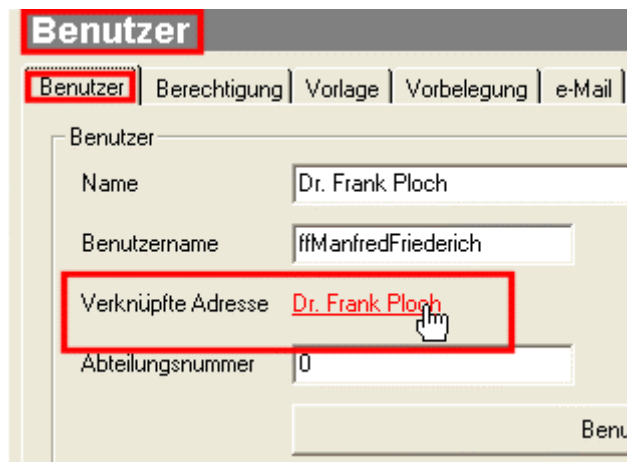 Benutzer
Benutzer Berechtigung Vorlage Vorbelegung e-Mail
Benutzer
Name Dr. Frank Ploch
Benutzername ffManfredFriederich
Verknüpfte Adresse Dr. Frank Ploch
Abteilungsnummer 0
Benu